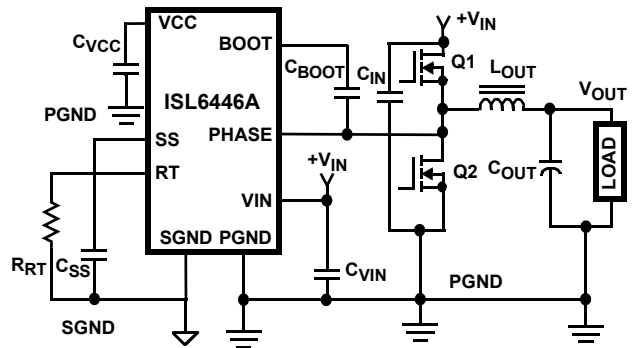 +VIN
VCC
CVCC
BOOT
Q1
CBOOT
CIN
LOUT
VOUT
ISL6446A
PGND
PHASE
SS
+VIN
COUT
LOAD
RT
Q2
VIN
SGND PGND
RRT
CSS
CVIN
PGND
SGND